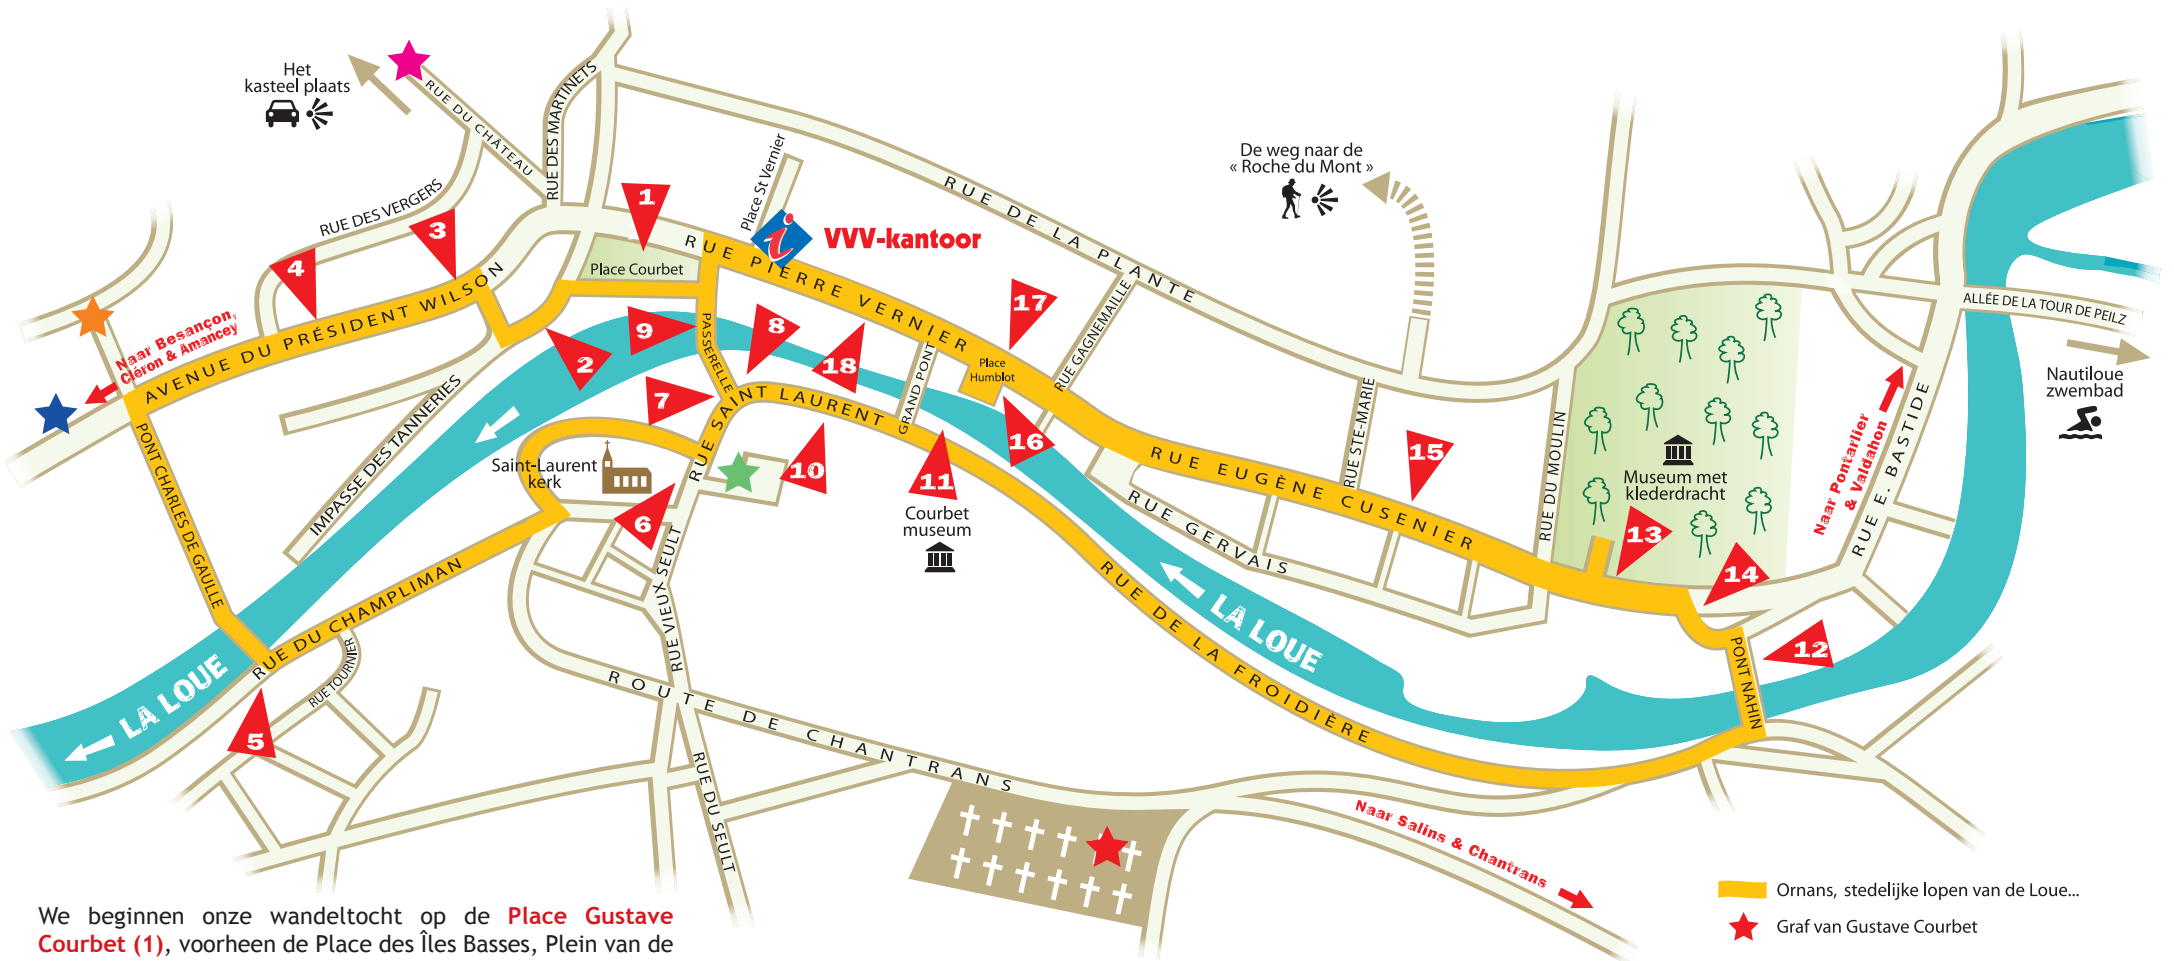 Het
kasteel plaats
RUE DU CHÂTEAU
RUE DES MARTINETS
RUE DES VERGERS
1
Place St Vernier
VVV-kantoor
RUE DE LA PLANTE
De weg naar de
« Roche du Mont »
3
4
Place Courbet
RUE PIERRE VERNIER
AVENUE DU PRÉSIDENT WILSON
Naar Besançon,
Cléron & Amancey
9
2
PASSERELLE
8
18
17
Place
Humblot
RUE GAGNEMAILLE
GRAND PONT
ALLÉE DE LA TOUR DE PEILZ
Nautiloue
zwembad
7
RUE SAINT LAURENT
IMPASSE DES TANNERIES
PONT CHARLES DE GAULLE
Saint-Laurent
kerk
10
11
16
Courbet
museum
6
RUE EUGÈNE CUSENIER
RUE STE-MARIE
15
RUE DU MOULIN
Museum met
klederdracht
13
14
Naar Pontarlier
& Valdahon
RUE E. BASTIDE
RUE GERVAIS
RUE VIEUX SEULT
RUE DU CHAMPLIMAN
RUE TOURNIER
LA LOUE
LA LOUE
RUE DE LA FROIDIÈRE
12
PONT NAHIN
5
ROUTE DE CHANTRANS
RUE DU SEULT
Naar Salins & Chantrans
Ornans, stedelijke lopen van de Loue...
Graf van Gustave Courbet
We beginnen onze wandeltocht op de Place Gustave
Courbet (1), voorheen de Place des Îles Basses, Plein van de